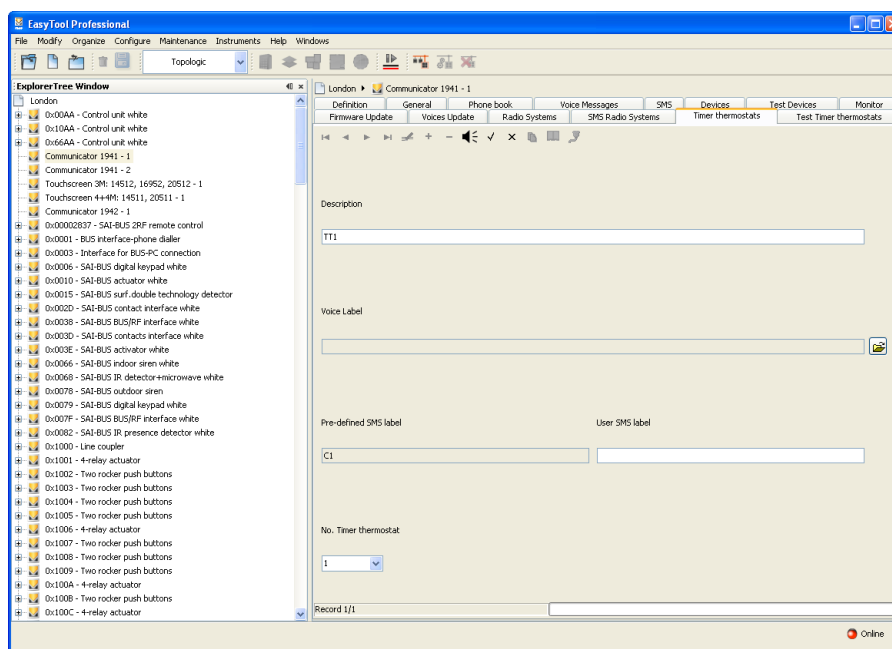 EasyTool Professional
File Modify Organize Configure Maintenance Instruments Help Windows
Topologic
ExplorerTree Window
London
0x00AA - Control unit white
0x10AA - Control unit white
0x66AA - Control unit white
Communicator 1941 - 1
Communicator 1941 - 2
Touchscreen 3M: 14512, 16952, 20512 - 1
Touchscreen 4+4M: 14511, 20511 - 1
Communicator 1942 - 1
0x00002837 - SAI-BUS 2RF remote control
0x0001 - BUS interface-phone dialler
0x0003 - Interface for BUS-PC connection
0x0006 - SAI-BUS digital keypad white
0x0010 - SAI-BUS actuator white
0x0015 - SAI-BUS surf.double technology detector
0x002D - SAI-BUS contact interface white
0x0038 - SAI-BUS BUS/RF interface white
0x003D - SAI-BUS contacts interface white
0x003E - SAI-BUS activator white
0x0066 - SAI-BUS indoor siren white
0x0068 - SAI-BUS IR detector+microwave white
0x0078 - SAI-BUS outdoor siren
0x0079 - SAI-BUS digital keypad white
0x007F - SAI-BUS BUS/RF interface white
0x0082 - SAI-BUS IR presence detector white
0x1000 - Line coupler
0x1001 - 4-relay actuator
0x1002 - Two rocker push buttons
0x1003 - Two rocker push buttons
0x1004 - Two rocker push buttons
0x1005 - Two rocker push buttons
0x1006 - 4-relay actuator
0x1007 - Two rocker push buttons
0x1008 - Two rocker push buttons
0x1009 - Two rocker push buttons
0x100A - 4-relay actuator
0x100B - Two rocker push buttons
0x100C - 4-relay actuator
London Communicator 1941 - 1
Definition General Phone book Voice Messages SMS Devices Test Devices Monitor
Firmware Update Voices Update Radio Systems SMS Radio Systems Timer thermostats Test Timer thermostats
Description
TT1
Voice Label
Pre-defined SMS label User SMS label
C1
No. Timer thermostat
1
Record 1/1
Online